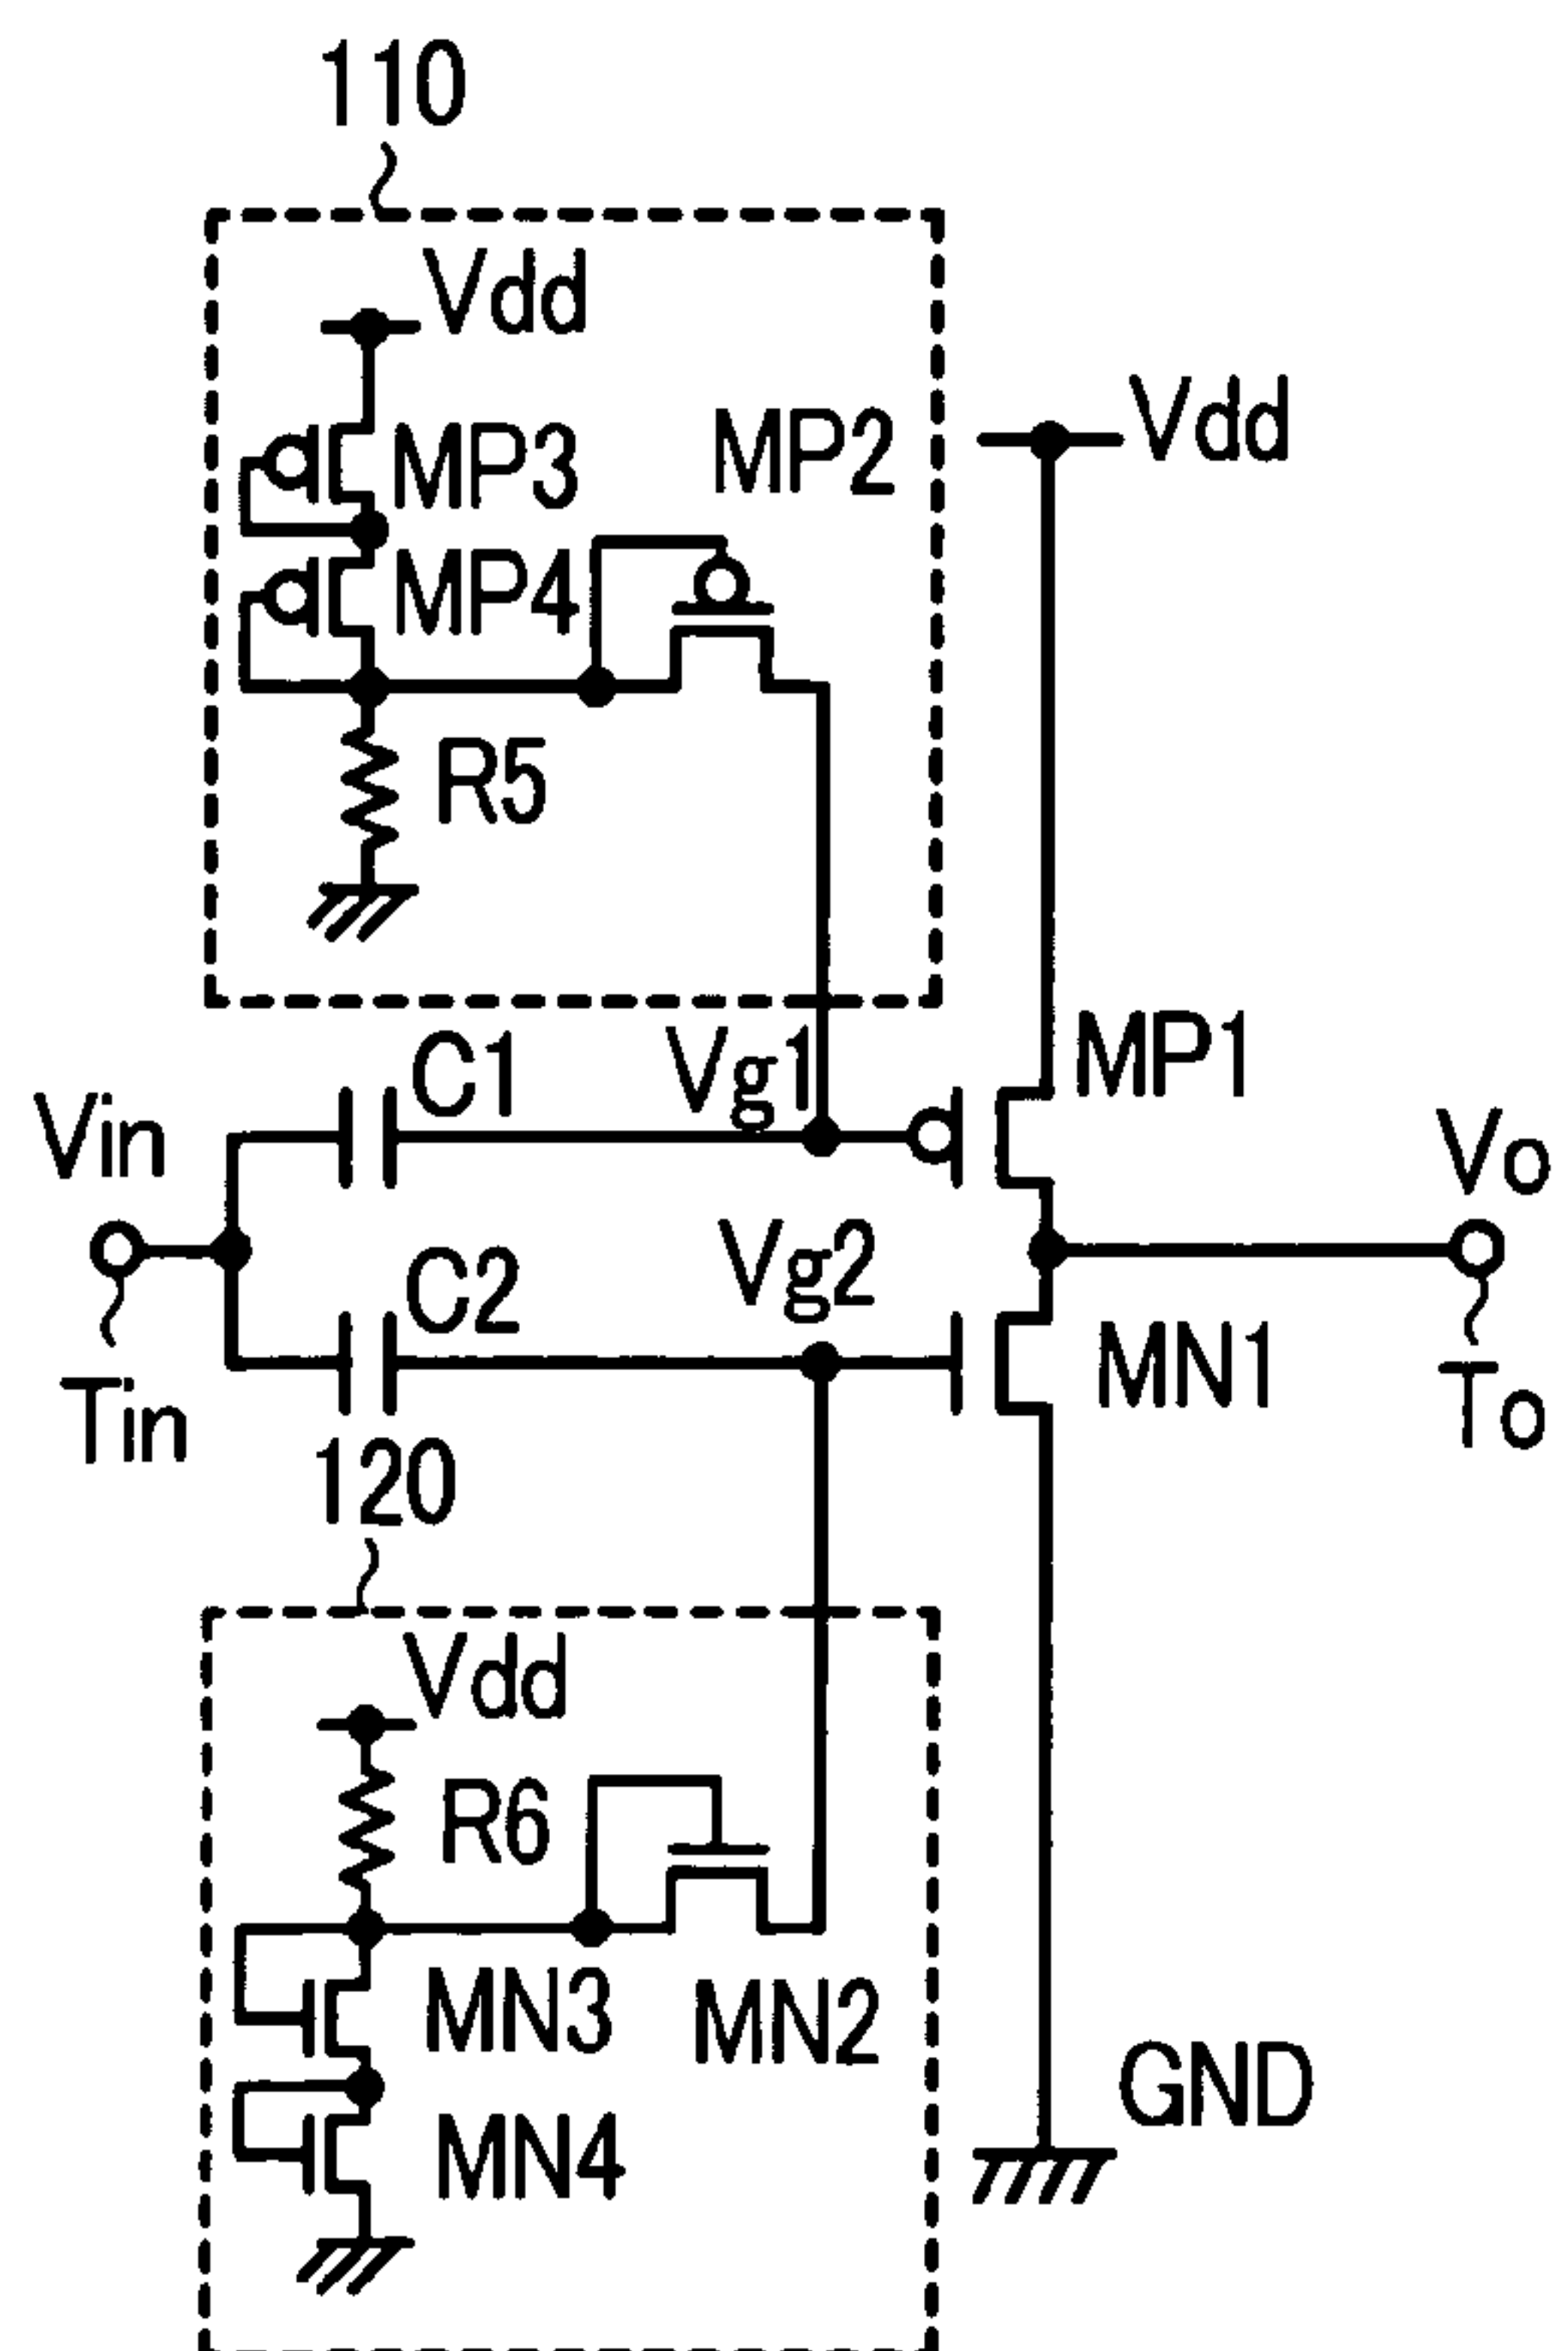 110
Vdd
MP3
MP2
Vdd
MP4
R5
C1
Vg1
MP1
Vin
Vo
C2
Vg2
MN1
Tin
To
120
Vdd
R6
MN3
MN2
GND
MN4